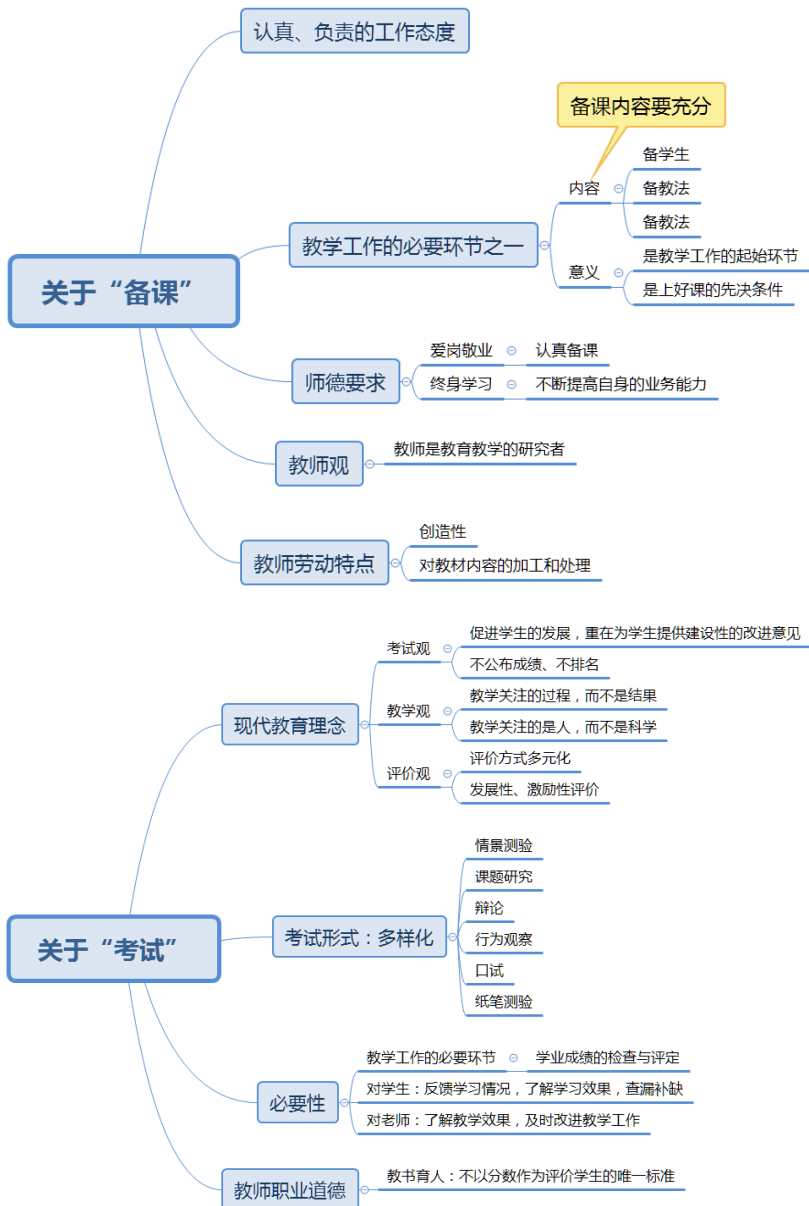 关于“备课”
认真、负责的工作态度
教学工作的必要环节之一
备课内容要充分
内容
备学生
备教法
备教法
意义
是教学工作的起始环节
是上好课的先决条件
师德要求
爱岗敬业
认真备课
终身学习
不断提高自身的业务能力
教师观
教师是教育教学的研究者
教师劳动特点
创造性
对教材内容的加工和处理
关于“考试”
现代教育理念
考试观
促进学生的发展，重在为学生提供建设性的改进意见
不公布成绩、不排名
教学观
教学关注的过程，而不是结果
教学关注的是人，而不是科学
评价观
评价方式多元化
发展性、激励性评价
考试形式：多样化
情景测验
课题研究
辩论
行为观察
口试
纸笔测验
必要性
教学工作的必要环节
学业成绩的检查与评定
对学生：反馈学习情况，了解学习效果，查漏补缺
对老师：了解教学效果，及时改进教学工作
教师职业道德
教书育人：不以分数作为评价学生的唯一标准